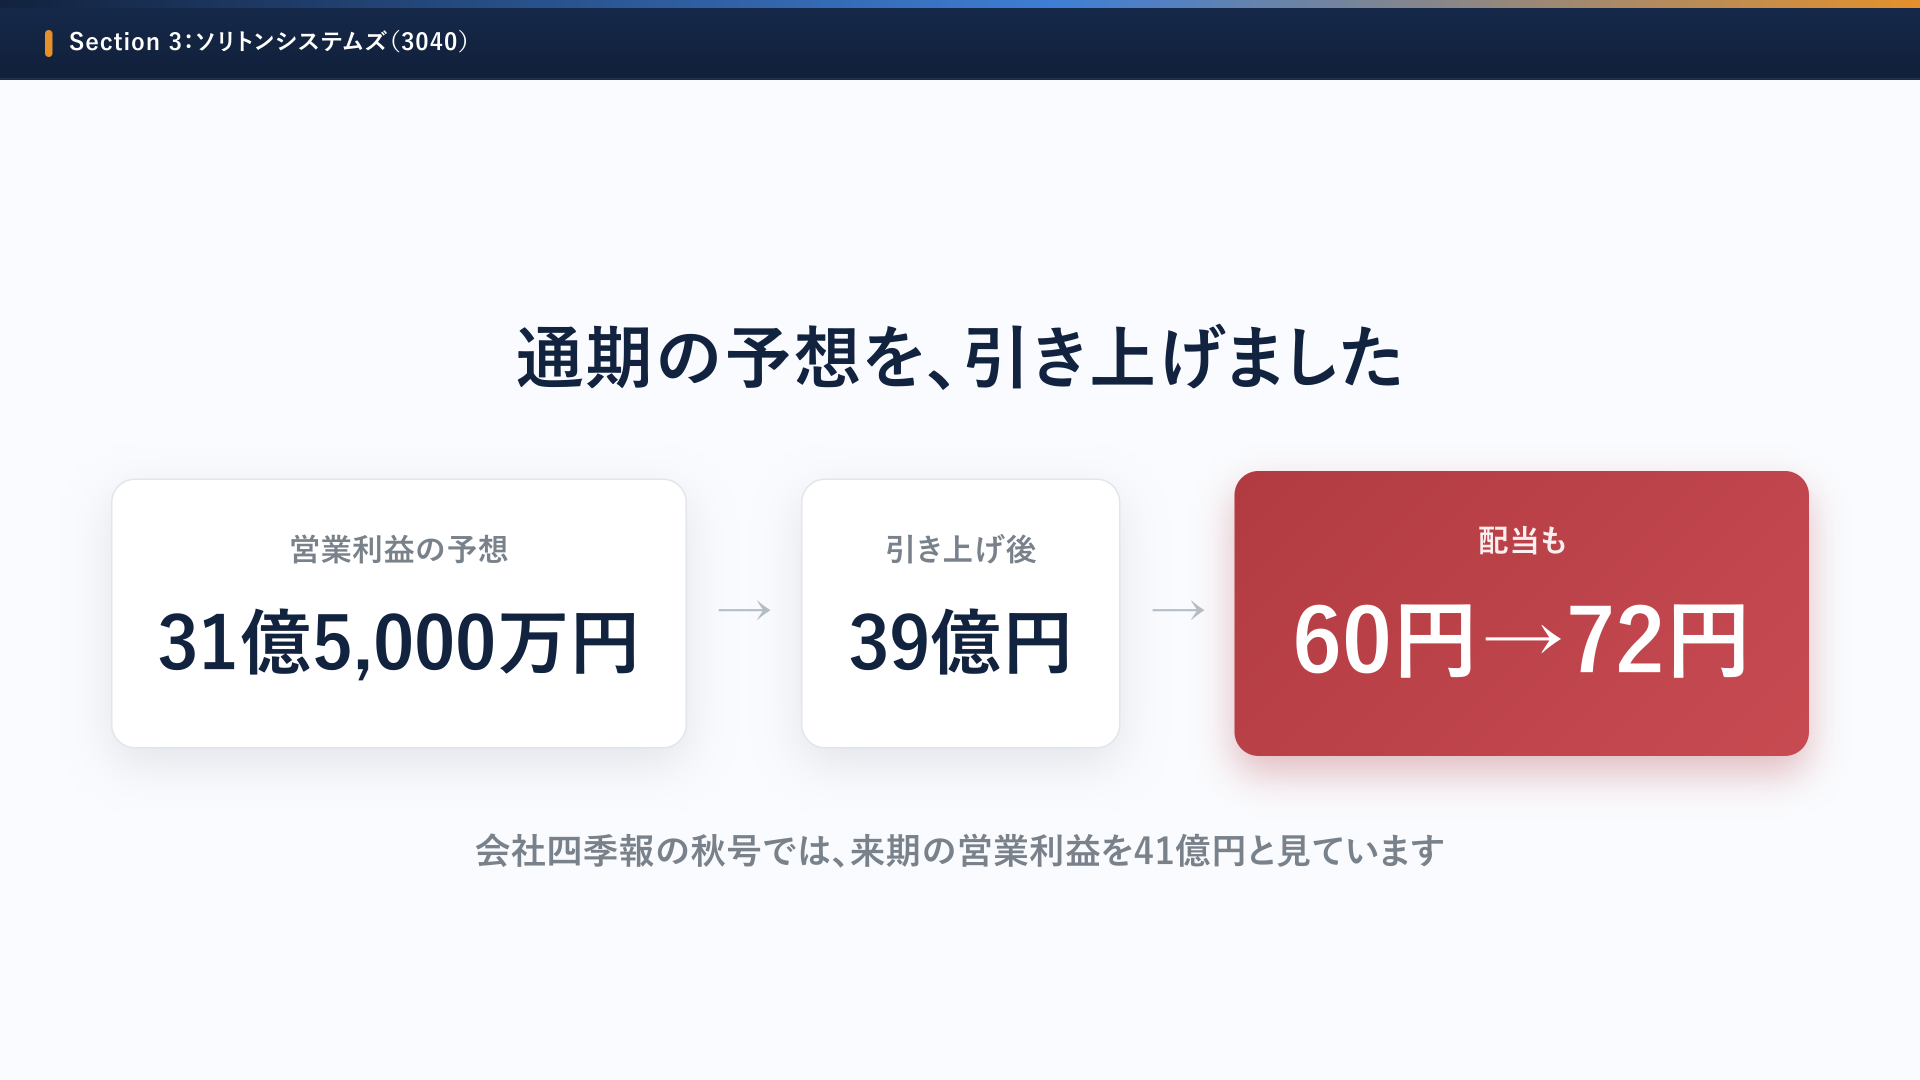 Section 3：ソリトンシステムズ（3040）
通期の予想を、引き上げました
営業利益の予想
31億5,000万円
→
引き上げ後
39億円
→
配当も
60円→72円
会社四季報の秋号では、来期の営業利益を41億円と見ています